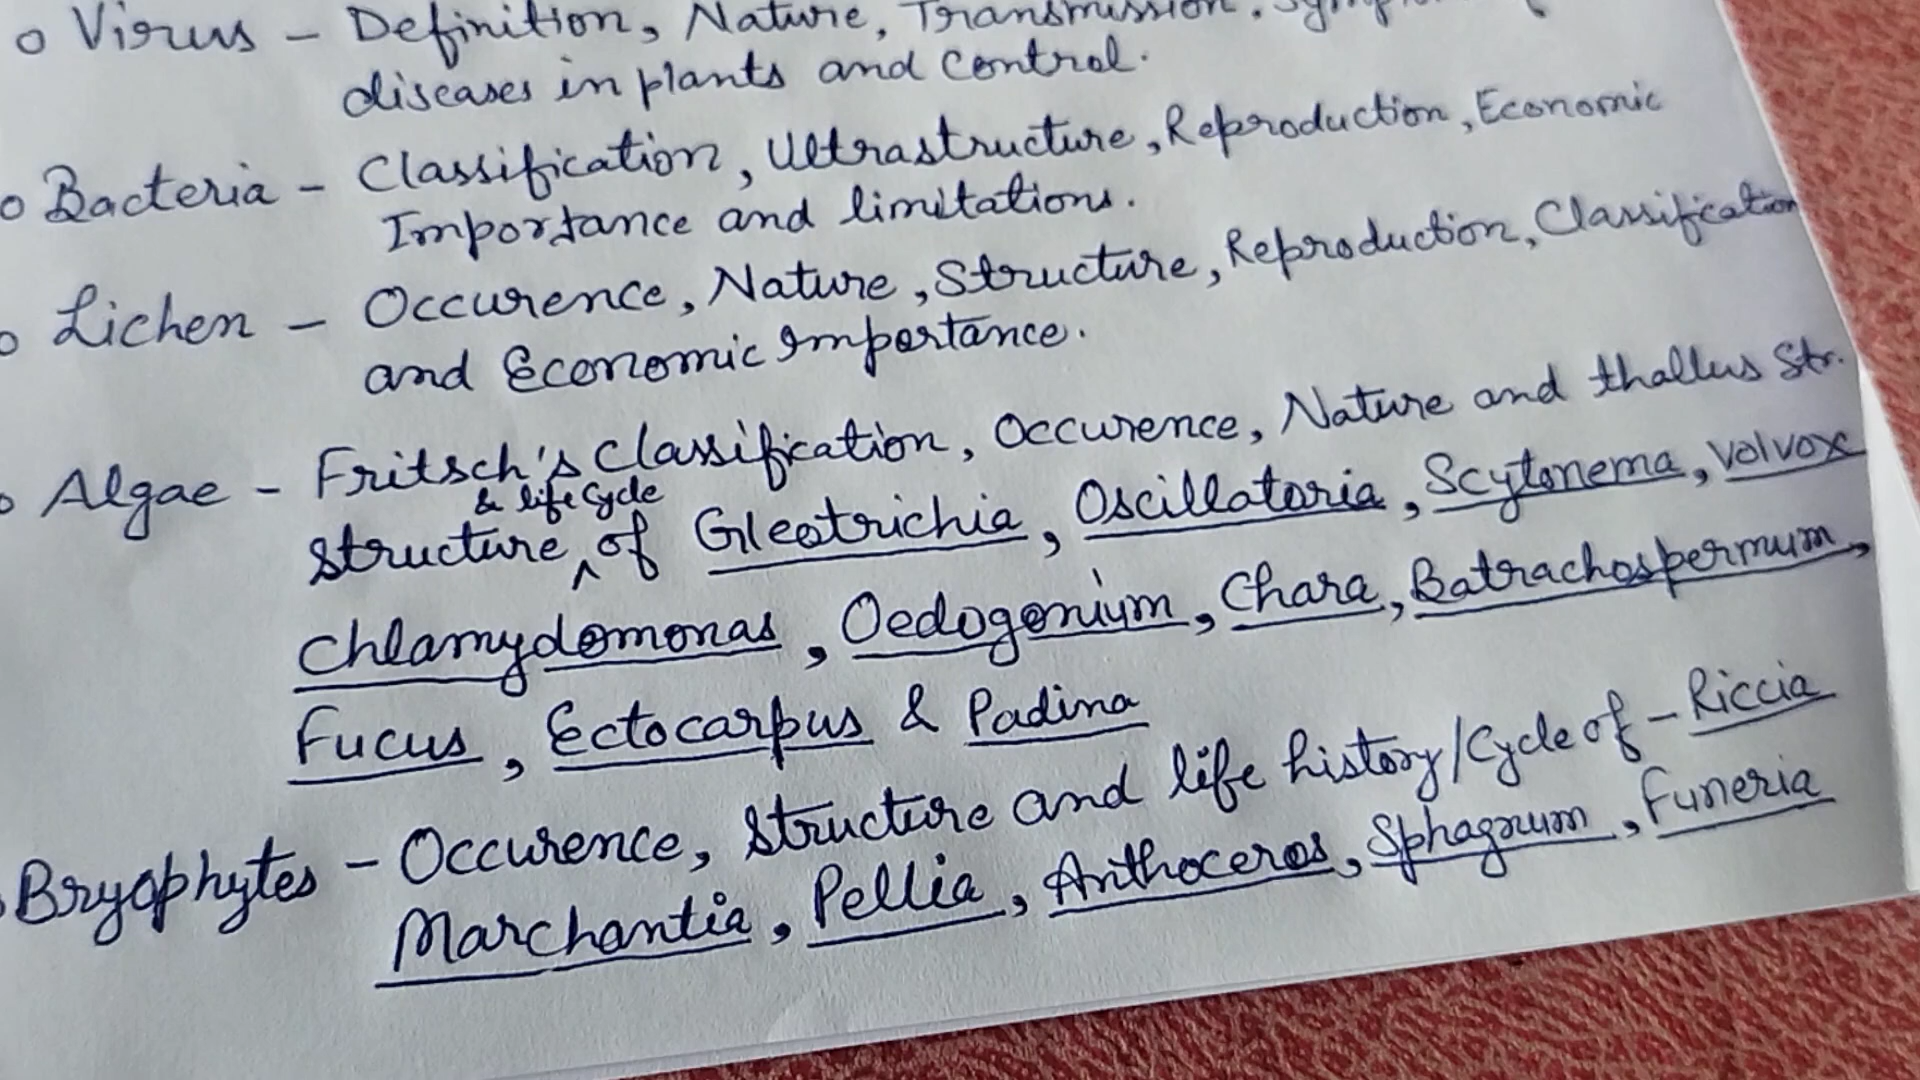 o Virus - Definition, Nature, Transmission,
diseases in plants and control.
o Bacteria - Classification, Ultrastructure, Reproduction, Economic
Importance and limitations.
o Lichen - Occurence, Nature, Structure, Reproduction, Classification
and Economic Importance.
o Algae - Fritsch's Classification, Occurence, Nature and thallus Str.
& life Cycle
structure ^ of Gleotrichia, Oscillatoria, Scytonema, Volvox
Chlamydomonas, Oedogonium, Chara, Batrachospermum,
Fucus, Ectocarpus & Padina
Bryophytes - Occurence, structure and life history/Cycle of - Riccia
Marchantia, Pellia, Anthoceros, Sphagnum, Funeria